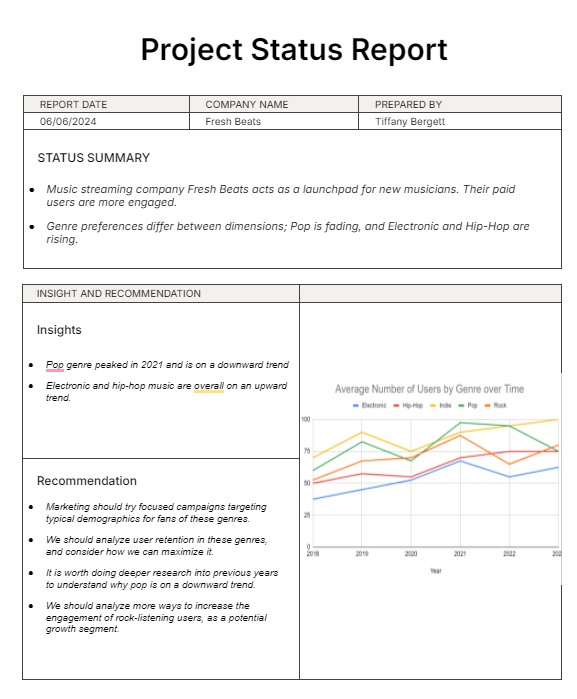 Project Status Report
REPORT DATE COMPANY NAME PREPARED BY
06/06/2024 Fresh Beats Tiffany Bergett
STATUS SUMMARY
• Music streaming company Fresh Beats acts as a launchpad for new musicians. Their paid
users are more engaged.
• Genre preferences differ between dimensions; Pop is fading, and Electronic and Hip-Hop are
rising.
INSIGHT AND RECOMMENDATION
Insights
• Pop genre peaked in 2021 and is on a downward trend
• Electronic and hip-hop music are overall on an upward
trend.
Recommendation
• Marketing should try focused campaigns targeting
typical demographics for fans of these genres.
• We should analyze user retention in these genres,
and consider how we can maximize it.
• It is worth doing deeper research into previous years
to understand why pop is on a downward trend.
• We should analyze more ways to increase the
engagement of rock-listening users, as a potential
growth segment.
Average Number of Users by Genre over Time
Electronic Hip-Hop Indie Pop Rock
100
75
50
25
0
2018 2019 2020 2021 2022 202
Year